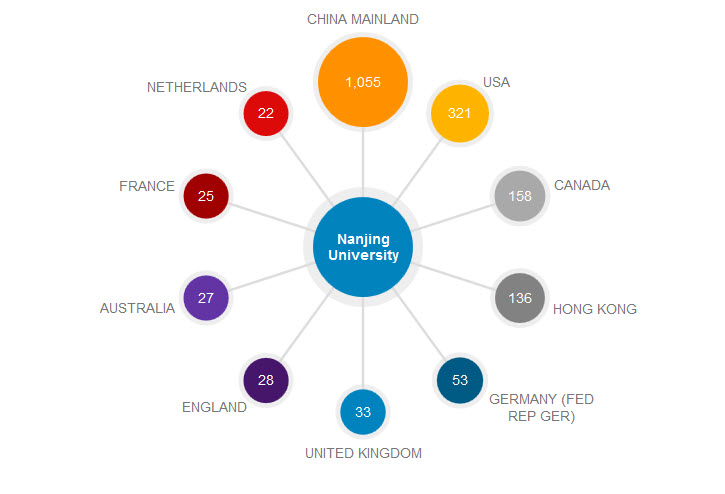 CHINA MAINLAND
1,055
USA
321
NETHERLANDS
22
CANADA
158
FRANCE
25
Nanjing
University
HONG KONG
136
AUSTRALIA
27
GERMANY (FED
REP GER)
53
ENGLAND
28
UNITED KINGDOM
33